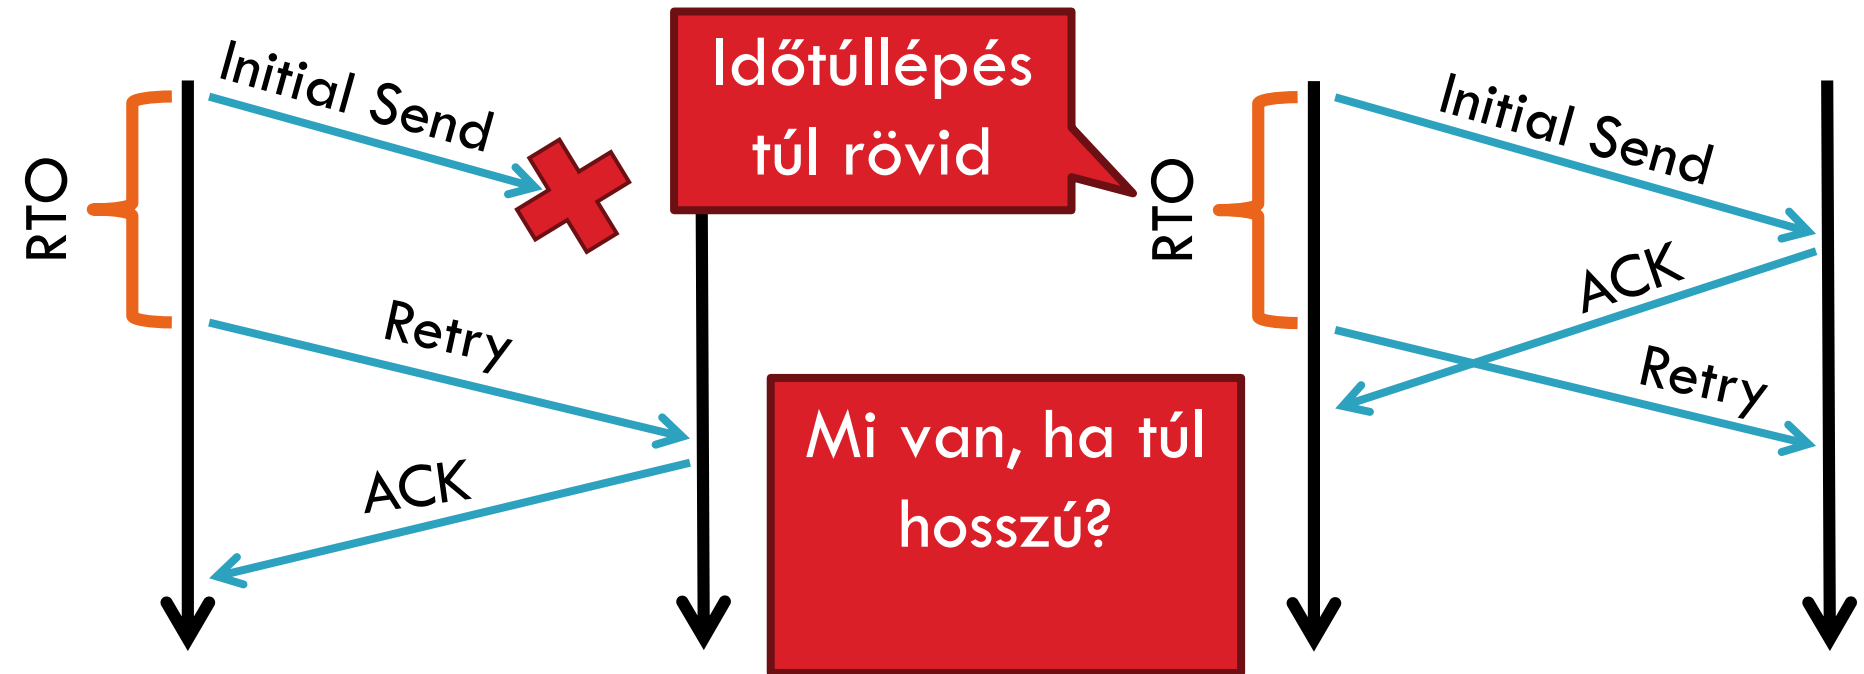 RTO
Initial Send
Retry
ACK
Időtúllépés
túl rövid
Mi van, ha túl
hosszú?
RTO
Initial Send
ACK
Retry